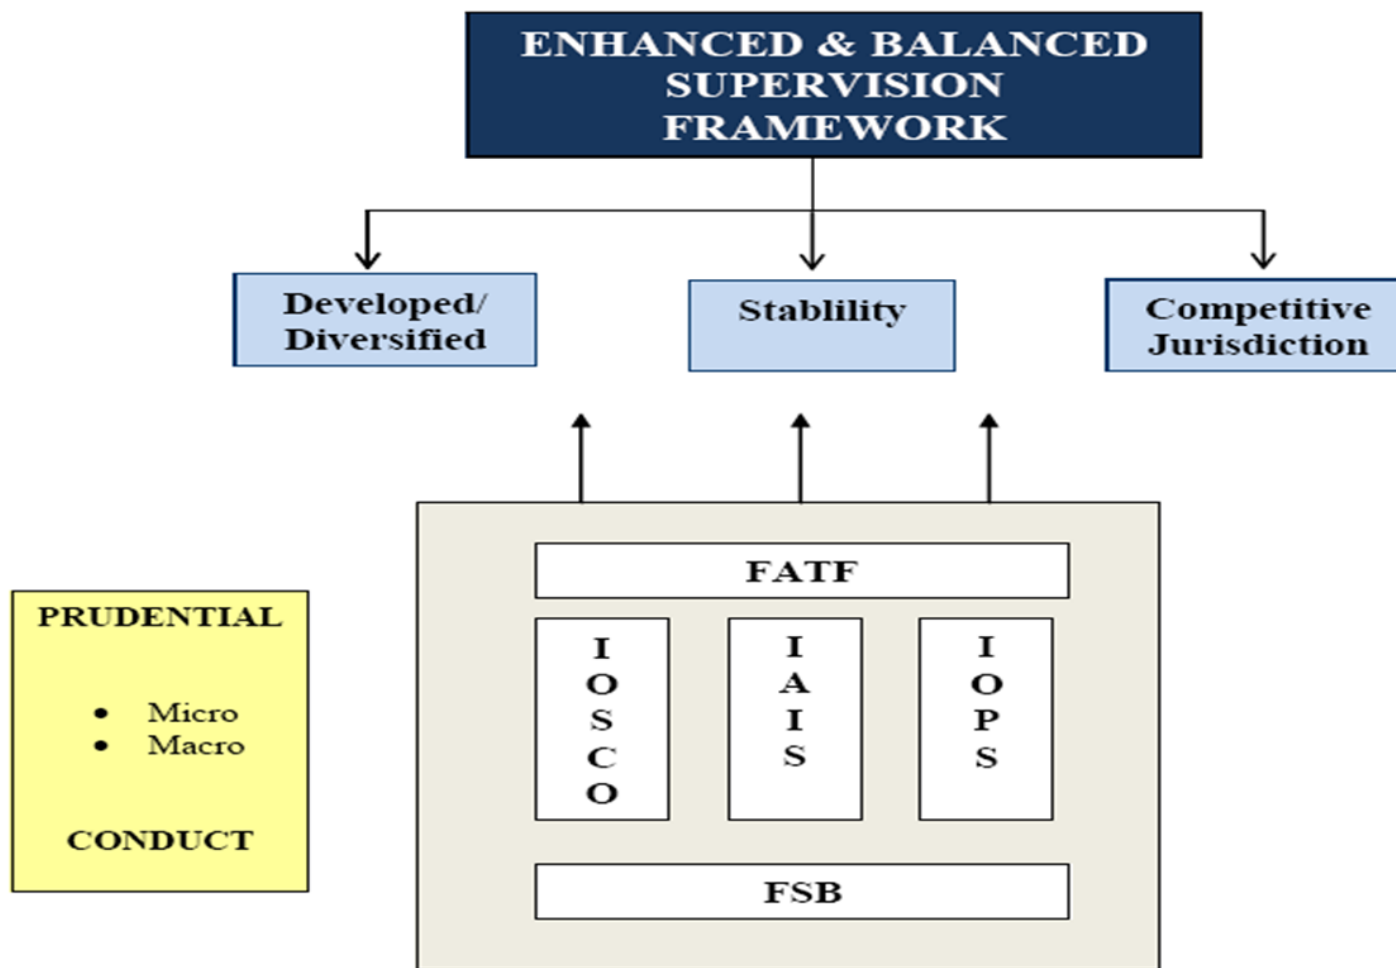 ENHANCED & BALANCED
SUPERVISION
FRAMEWORK
Developed/
Diversified
Stablility
Competitive
Jurisdiction
FATF
IOSCO
IAIS
IOPS
FSB
PRUDENTIAL
• Micro
• Macro
CONDUCT